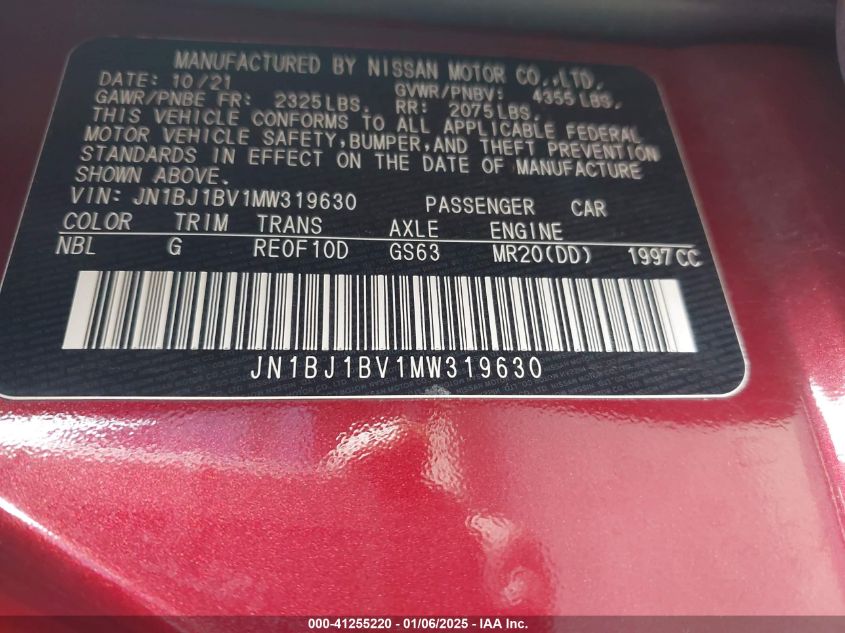 MANUFACTURED BY NISSAN MOTOR CO.,LTD.
DATE: 10/21 GVWR/PNBV: 4355LBS.
GAWR/PNBE FR: 2325LBS. RR: 2075LBS.
THIS VEHICLE CONFORMS TO ALL APPLICABLE FEDERAL
MOTOR VEHICLE SAFETY,BUMPER,AND THEFT PREVENTION
STANDARDS IN EFFECT ON THE DATE OF MANUFACTURE
SHOWN ABOVE.
VIN: JN1BJ1BV1MW319630 PASSENGER CAR
COLOR TRIM TRANS AXLE ENGINE
NBL G RE0F10D GS63 MR20(DD) 1997CC
JN1BJ1BV1MW319630
000-41255220 - 01/06/2025 - IAA Inc.